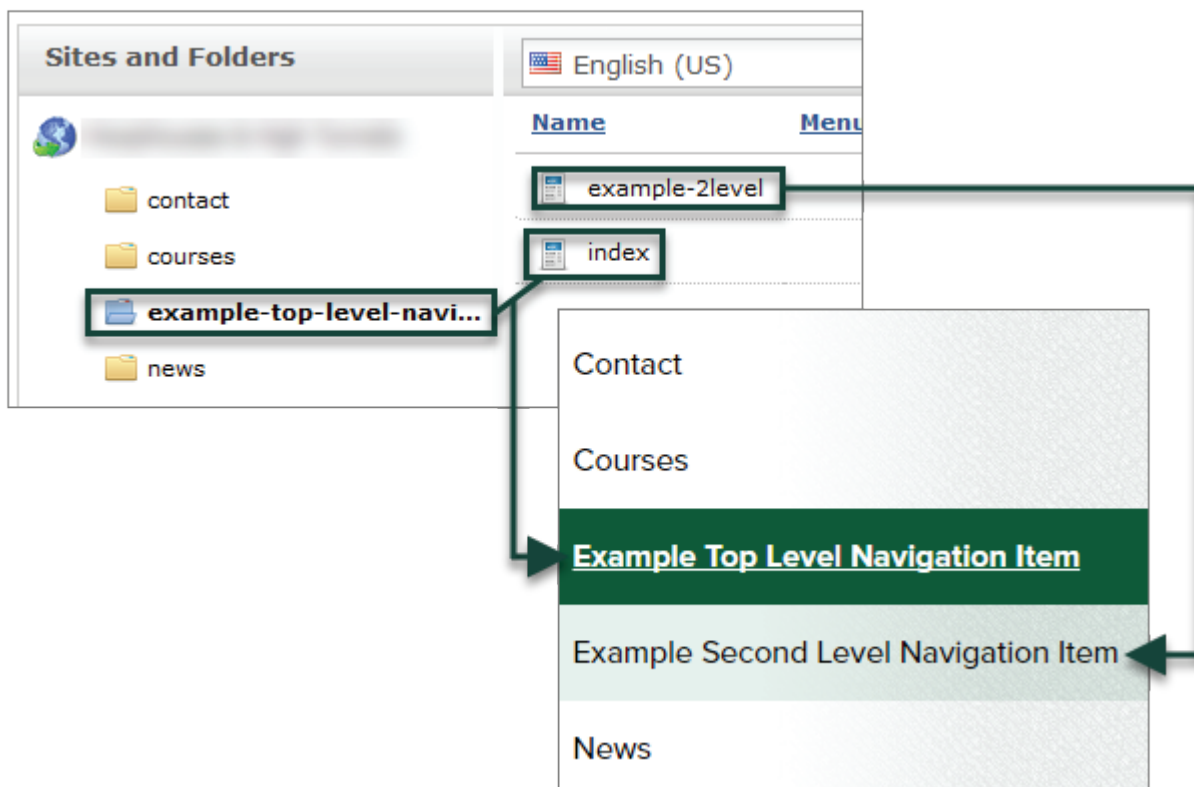 Sites and Folders
English (US)
Name
Menu
contact
courses
example-top-level-navi...
news
example-2level
index
Contact
Courses
Example Top Level Navigation Item
Example Second Level Navigation Item
News